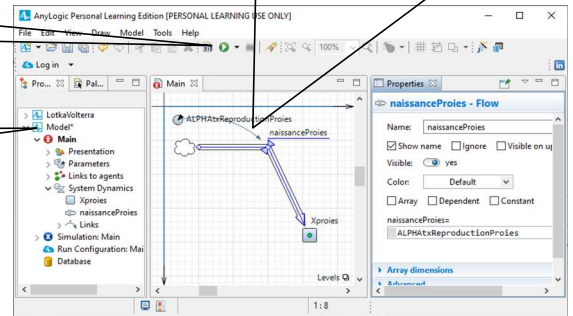 AnyLogic Personal Learning Edition [PERSONAL LEARNING USE ONLY]
File Edit View Draw Model Tools Help
100%
Log in
Pro... Pal...
LotkaVolterra
Model*
Main
Presentation
Parameters
Links to agents
System Dynamics
Xproies
naissanceProies
Links
Simulation: Main
Run Configuration: Mai
Database
Main
ALPHAtxReproductionProies
naissanceProies
Xproies
Levels
Properties
naissanceProies - Flow
Name: naissanceProies
Show name Ignore Visible on up
Visible: yes
Color: Default
Array Dependent Constant
naissanceProies=
ALPHAtxReproductionProies
Array dimensions
Advanced
1:8